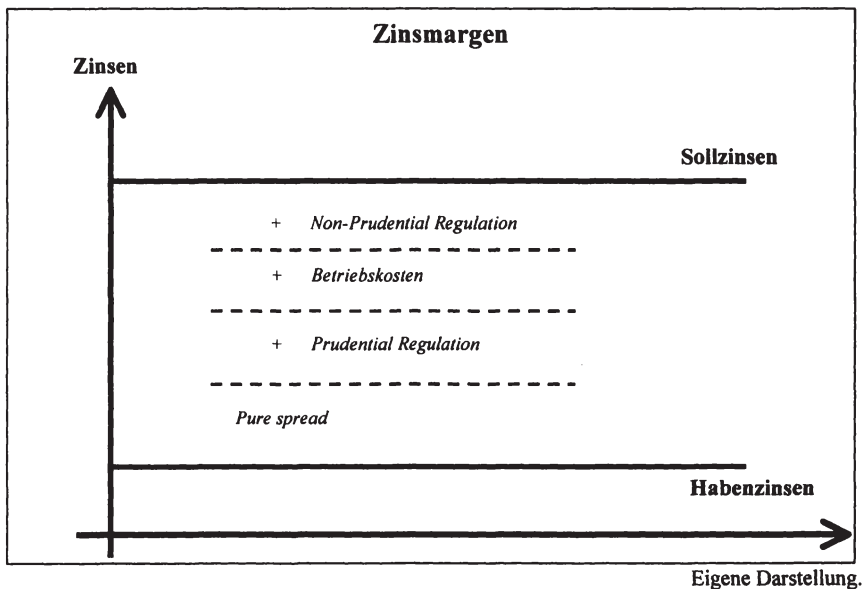 Zinsmargen
Zinsen
Sollzinsen
+ Non-Prudential Regulation
+ Betriebskosten
+ Prudential Regulation
Pure spread
Habenzinsen
Eigene Darstellung.